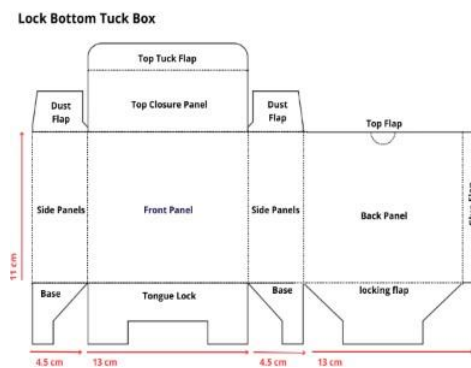 Lock Bottom Tuck Box
Top Tuck Flap
Dust
Flap
Top Closure Panel
Dust
Flap
Top Flap
Side Panels
Front Panel
Side Panels
Back Panel
11 cm
Base
Tongue Lock
Base
locking flap
4.5 cm
13 cm
4.5 cm
13 cm